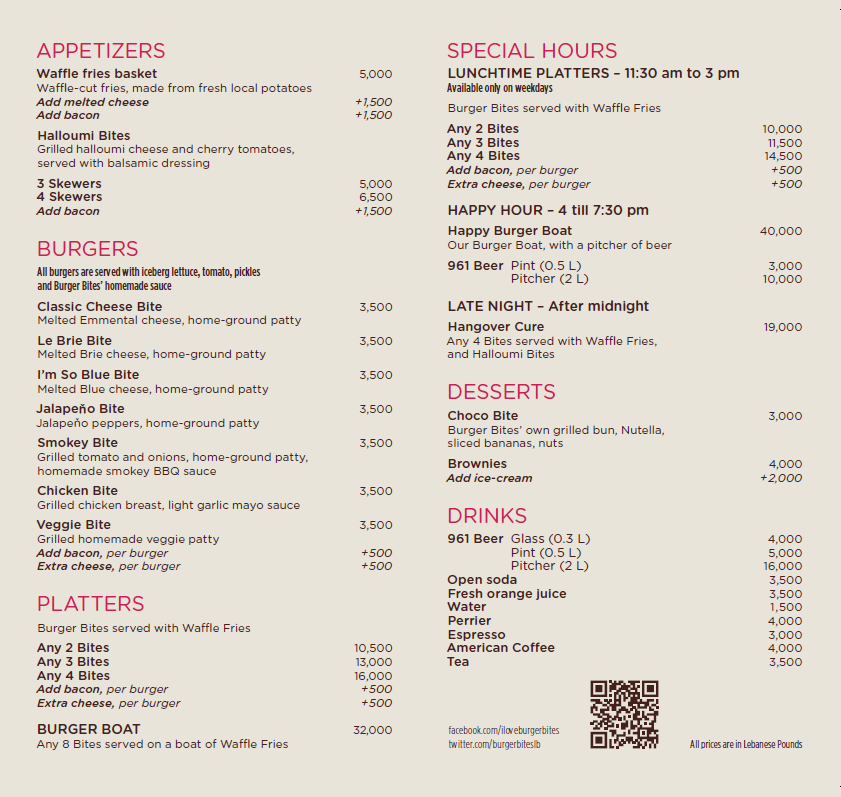 APPETIZERS
Waffle fries basket 5,000
Waffle-cut fries, made from fresh local potatoes
Add melted cheese +1,500
Add bacon +1,500
Halloumi Bites
Grilled halloumi cheese and cherry tomatoes,
served with balsamic dressing
3 Skewers 5,000
4 Skewers 6,500
Add bacon +1,500
BURGERS
All burgers are served with iceberg lettuce, tomato, pickles
and Burger Bites' homemade sauce
Classic Cheese Bite 3,500
Melted Emmental cheese, home-ground patty
Le Brie Bite 3,500
Melted Brie cheese, home-ground patty
I'm So Blue Bite 3,500
Melted Blue cheese, home-ground patty
Jalapeňo Bite 3,500
Jalapeňo peppers, home-ground patty
Smokey Bite 3,500
Grilled tomato and onions, home-ground patty,
homemade smokey BBQ sauce
Chicken Bite 3,500
Grilled chicken breast, light garlic mayo sauce
Veggie Bite 3,500
Grilled homemade veggie patty
Add bacon, per burger +500
Extra cheese, per burger +500
PLATTERS
Burger Bites served with Waffle Fries
Any 2 Bites 10,500
Any 3 Bites 13,000
Any 4 Bites 16,000
Add bacon, per burger +500
Extra cheese, per burger +500
BURGER BOAT 32,000
Any 8 Bites served on a boat of Waffle Fries
SPECIAL HOURS
LUNCHTIME PLATTERS – 11:30 am to 3 pm
Available only on weekdays
Burger Bites served with Waffle Fries
Any 2 Bites 10,000
Any 3 Bites 11,500
Any 4 Bites 14,500
Add bacon, per burger +500
Extra cheese, per burger +500
HAPPY HOUR – 4 till 7:30 pm
Happy Burger Boat 40,000
Our Burger Boat, with a pitcher of beer
961 Beer Pint (0.5 L) 3,000
Pitcher (2 L) 10,000
LATE NIGHT – After midnight
Hangover Cure 19,000
Any 4 Bites served with Waffle Fries,
and Halloumi Bites
DESSERTS
Choco Bite 3,000
Burger Bites' own grilled bun, Nutella,
sliced bananas, nuts
Brownies 4,000
Add ice-cream +2,000
DRINKS
961 Beer Glass (0.3 L) 4,000
Pint (0.5 L) 5,000
Pitcher (2 L) 16,000
Open soda 3,500
Fresh orange juice 3,500
Water 1,500
Perrier 4,000
Espresso 3,000
American Coffee 4,000
Tea 3,500
facebook.com/iloveburgerbites
twitter.com/burgerbiteslb
All prices are in Lebanese Pounds